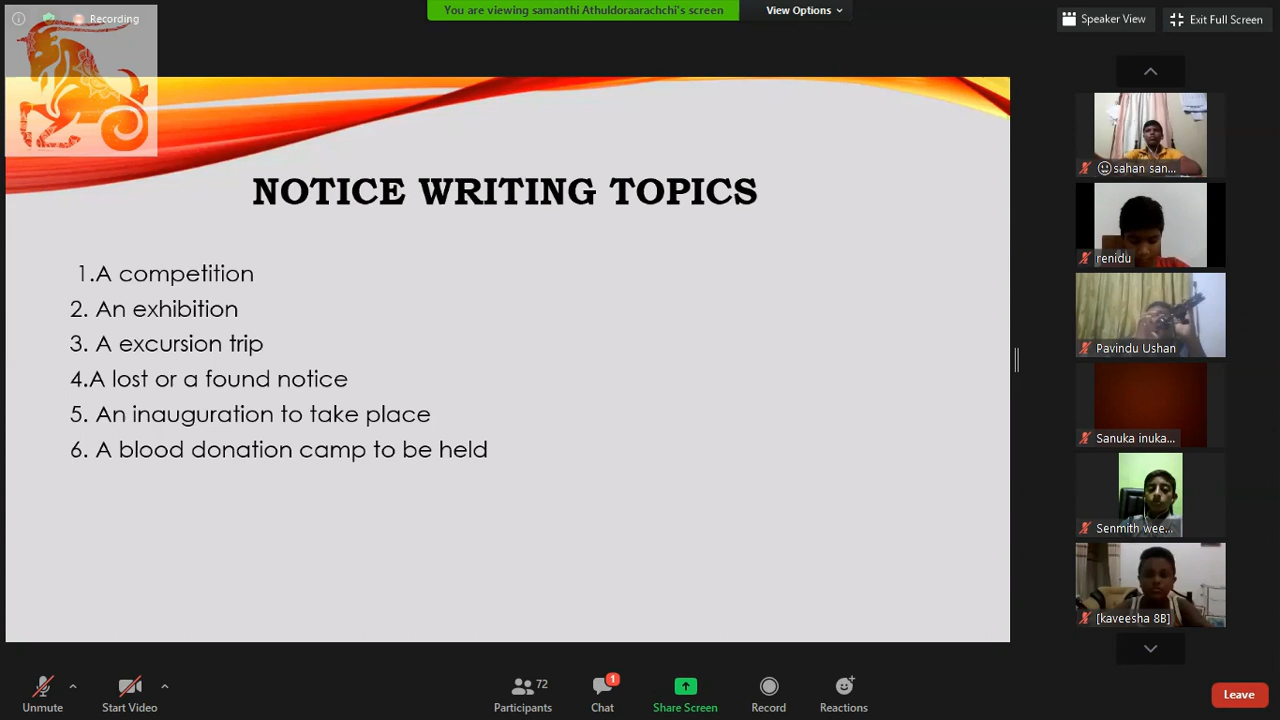 Recording
You are viewing samanthi Athuldoraarachchi's screen
View Options
Speaker View
Exit Full Screen
NOTICE WRITING TOPICS
1.A competition
2. An exhibition
3. A excursion trip
4.A lost or a found notice
5. An inauguration to take place
6. A blood donation camp to be held
sahan san...
renidu
Pavindu Ushan
Sanuka inuka...
Senmith wee...
[kaveesha 8B]
Unmute
Start Video
Participants
72
Chat
1
Share Screen
Record
Reactions
Leave